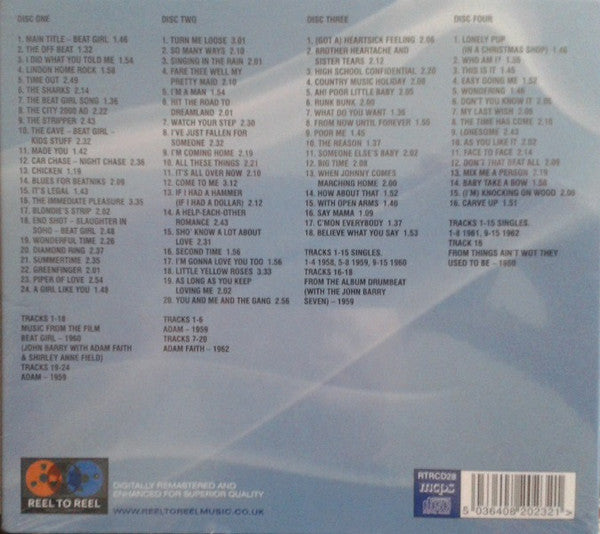 DISC ONE
1. MAIN TITLE – BEAT GIRL 1.46
2. THE OFF BEAT 1.32
3. I DID WHAT YOU TOLD ME 1.54
4. LINDON HOME ROCK 1.58
5. TIME OUT 2.49
6. THE SHARKS 2.14
7. THE BEAT GIRL SONG 1.36
8. THE CITY 2000 AD 2.22
9. THE STRIPPER 2.43
10. THE CAVE – BEAT GIRL -
KIDS STUFF 2.32
11. MADE YOU 1.42
12. CAR CHASE – NIGHT CHASE 2.36
13. CHICKEN 1.19
14. BLUES FOR BEATNIKS 2.09
15. IT'S LEGAL 1.43
16. THE IMMEDIATE PLEASURE 3.35
17. BLONDIE'S STRIP 2.02
18. END SHOT – SLAUGHTER IN
SOHO – BEAT GIRL 2.48
19. WONDERFUL TIME 2.26
20. DIAMOND RING 2.37
21. SUMMERTIME 2.35
22. GREENFINGER 2.01
23. PIPER OF LOVE 2.54
24. A GIRL LIKE YOU 1.48
TRACKS 1-18
MUSIC FROM THE FILM
BEAT GIRL – 1960
(JOHN BARRY WITH ADAM FAITH
& SHIRLEY ANNE FIELD)
TRACKS 19-24
ADAM – 1959
DISC TWO
1. TURN ME LOOSE 3.01
2. SO MANY WAYS 2.10
3. SINGING IN THE RAIN 2.01
4. FARE THEE WELL MY
PRETTY MAID 2.10
5. I'M A MAN 1.54
6. HIT THE ROAD TO
DREAMLAND 2.01
7. WATCH YOUR STEP 2.30
8. I'VE JUST FALLEN FOR
SOMEONE 2.32
9. I'M COMING HOME 2.19
10. ALL THESE THINGS 2.21
11. IT'S ALL OVER NOW 2.10
12. COME TO ME 3.12
13. IF I HAD A HAMMER
(IF I HAD A DOLLAR) 2.12
14. A HELP-EACH-OTHER
ROMANCE 2.43
15. SHO' KNOW A LOT ABOUT
LOVE 2.31
16. SECOND TIME 1.56
17. I'M GONNA LOVE YOU TOO 1.56
18. LITTLE YELLOW ROSES 3.33
19. AS LONG AS YOU KEEP
LOVING ME 2.02
20. YOU AND ME AND THE GANG 2.56
TRACKS 1-6
ADAM – 1959
TRACKS 7-20
ADAM FAITH – 1962
DISC THREE
1. (GOT A) HEARTSICK FEELING 2.06
2. BROTHER HEARTACHE AND
SISTER TEARS 2.12
3. HIGH SCHOOL CONFIDENTIAL 2.20
4. COUNTRY MUSIC HOLIDAY 2.08
5. AH! POOR LITTLE BABY 2.05
6. RUNK BUNK 2.00
7. WHAT DO YOU WANT 1.36
8. FROM NOW UNTIL FOREVER 1.50
9. POOR ME 1.45
10. THE REASON 1.37
11. SOMEONE ELSE'S BABY 2.02
12. BIG TIME 2.08
13. WHEN JOHNNY COMES
MARCHING HOME 2.00
14. HOW ABOUT THAT 1.52
15. WITH OPEN ARMS 1.46
16. SAY MAMA 1.09
17. C'MON EVERYBODY 1.37
18. BELIEVE WHAT YOU SAY 1.53
TRACKS 1-15 SINGLES.
1-4 1958, 5-8 1959, 9-15 1960
TRACKS 16-18
FROM THE ALBUM DRUMBEAT
(WITH THE JOHN BARRY
SEVEN) – 1959
DISC FOUR
1. LONELY PUP
(IN A CHRISTMAS SHOP) 1.46
2. WHO AM I? 1.55
3. THIS IS IT 1.45
4. EASY GOING ME 1.52
5. WONDERING 1.46
6. DON'T YOU KNOW IT 2.06
7. MY LAST WISH 2.05
8. THE TIME HAS COME 2.10
9. LONESOME 2.43
10. AS YOU LIKE IT 2.02
11. FACE TO FACE 2.14
12. DON'T THAT BEAT ALL 2.09
13. MIX ME A PERSON 2.19
14. BABY TAKE A BOW 1.50
15. (I'M) KNOCKING ON WOOD 2.06
16. CARVE UP 1.51
TRACKS 1-15 SINGLES.
1-8 1961, 9-15 1962
TRACK 16
FROM THINGS AIN'T WOT THEY
USED TO BE – 1960
REEL TO REEL
DIGITALLY REMASTERED AND
ENHANCED FOR SUPERIOR QUALITY
WWW.REELTOREELMUSIC.CO.UK
RTRCD28
mcps
5 036408 202321 >